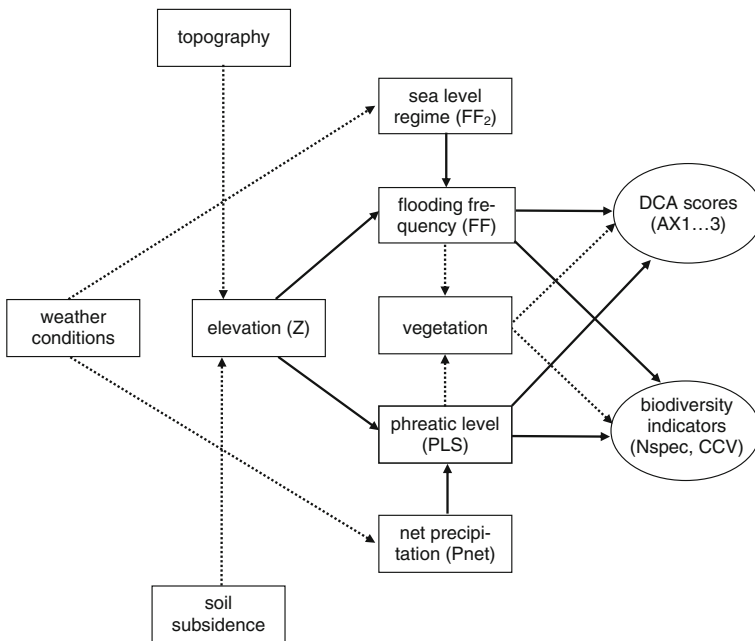 topography
sea level
regime (FF₂)
flooding fre-
quency (FF)
DCA scores
(AX1...3)
weather
conditions
elevation (Z)
vegetation
phreatic level
(PLS)
biodiversity
indicators
(Nspec, CCV)
net precipi-
tation (Pnet)
soil
subsidence